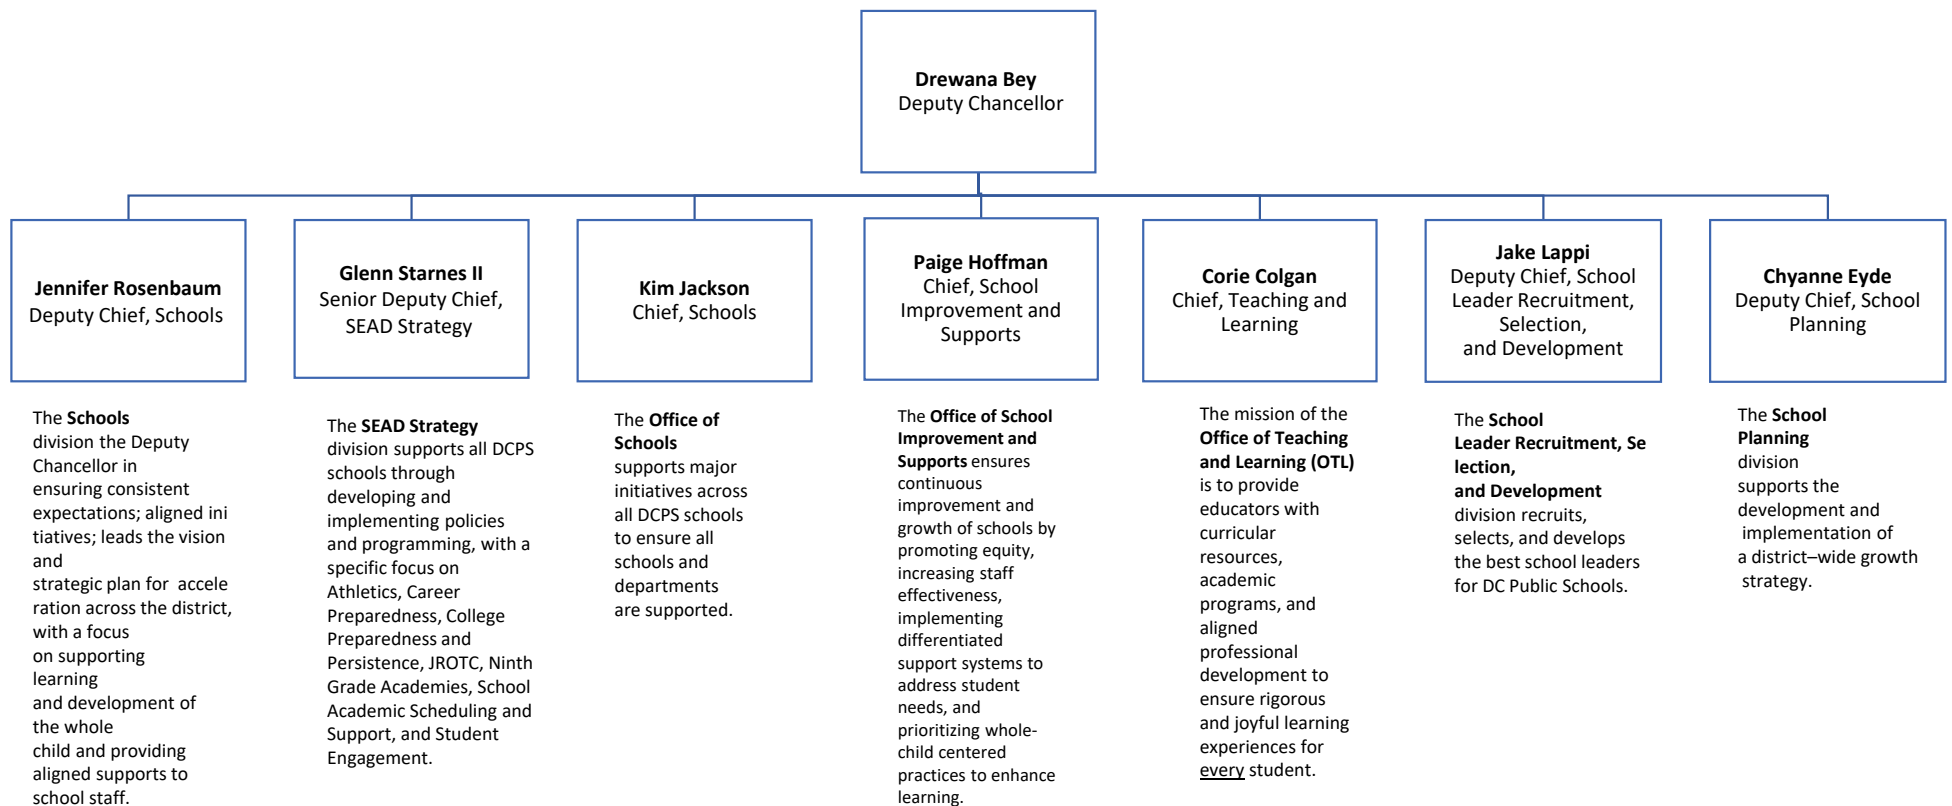 Drewana Bey
Deputy Chancellor
Jennifer Rosenbaum
Deputy Chief, Schools
Glenn Starnes II
Senior Deputy Chief,
SEAD Strategy
Kim Jackson
Chief, Schools
Paige Hoffman
Chief, School
Improvement and
Supports
Corie Colgan
Chief, Teaching and
Learning
Jake Lappi
Deputy Chief, School
Leader Recruitment,
Selection,
and Development
Chyanne Eyde
Deputy Chief, School
Planning
The Schools
division the Deputy
Chancellor in
ensuring consistent
expectations; aligned ini
tiatives; leads the vision
and
strategic plan for  accele
ration across the district,
with a focus
on supporting
learning
and development of
the whole
child and providing
aligned supports to
school staff.
The SEAD Strategy
division supports all DCPS
schools through
developing and
implementing policies
and programming, with a
specific focus on
Athletics, Career
Preparedness, College
Preparedness and
Persistence, JROTC, Ninth
Grade Academies, School
Academic Scheduling and
Support, and Student
Engagement.
The Office of
Schools
supports major
initiatives across
all DCPS schools
to ensure all
schools and
departments
are supported.
The Office of School
Improvement and
Supports ensures
continuous
improvement and
growth of schools by
promoting equity,
increasing staff
effectiveness,
implementing
differentiated
support systems to
address student
needs, and
prioritizing whole-
child centered
practices to enhance
learning.
The mission of the
Office of Teaching
and Learning (OTL)
is to provide
educators with
curricular
resources,
academic
programs, and
aligned
professional
development to
ensure rigorous
and joyful learning
experiences for
every student.
The School
Leader Recruitment, Se
lection,
and Development
division recruits,
selects, and develops
the best school leaders
for DC Public Schools.
The School
Planning
division
supports the
development and
implementation of
a district–wide growth
strategy.